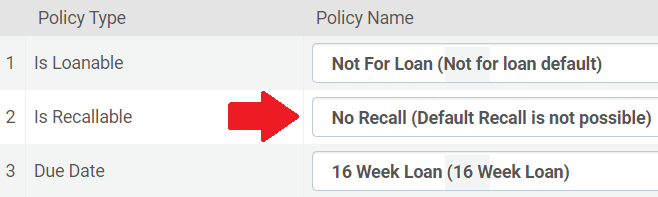 Policy Type Policy Name
1 Is Loanable Not For Loan (Not for loan default)
2 Is Recallable No Recall (Default Recall is not possible)
3 Due Date 16 Week Loan (16 Week Loan)